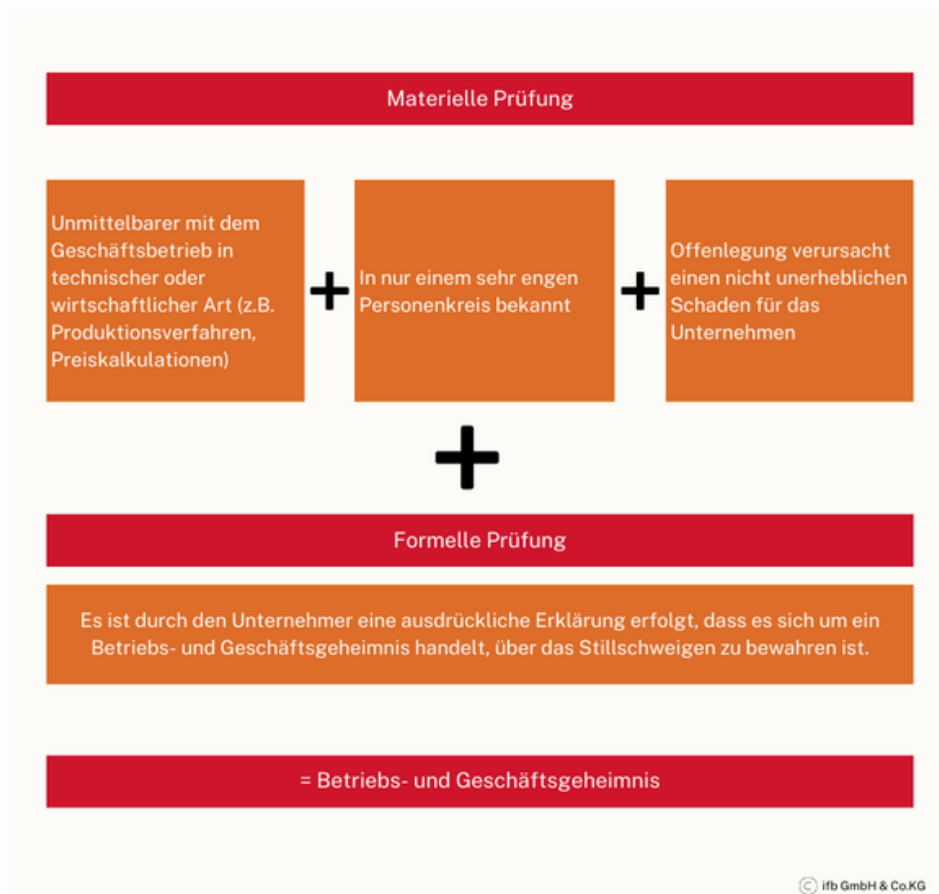 Materielle Prüfung
Unmittelbarer mit dem
Geschäftsbetrieb in
technischer oder
wirtschaftlicher Art (z.B.
Produktionsverfahren,
Preiskalkulationen)
+
In nur einem sehr engen
Personenkreis bekannt
+
Offenlegung verursacht
einen nicht unerheblichen
Schaden für das
Unternehmen
+
Formelle Prüfung
Es ist durch den Unternehmer eine ausdrückliche Erklärung erfolgt, dass es sich um ein
Betriebs- und Geschäftsgeheimnis handelt, über das Stillschweigen zu bewahren ist.
= Betriebs- und Geschäftsgeheimnis
© ifb GmbH & Co.KG